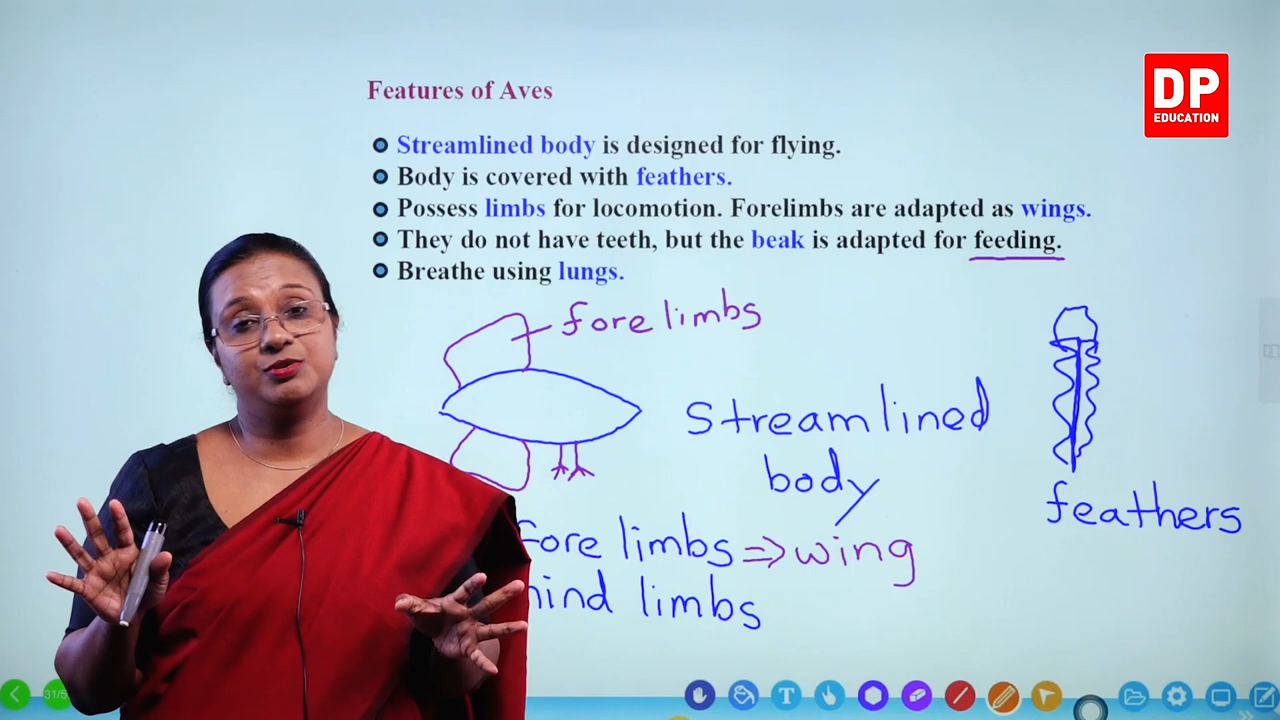 DP
EDUCATION
Features of Aves
Streamlined body is designed for flying.
Body is covered with feathers.
Possess limbs for locomotion. Forelimbs are adapted as wings.
They do not have teeth, but the beak is adapted for feeding.
Breathe using lungs.
fore limbs
Streamlined
body
feathers
fore limbs ⇒ wing
hind limbs
31/5
T